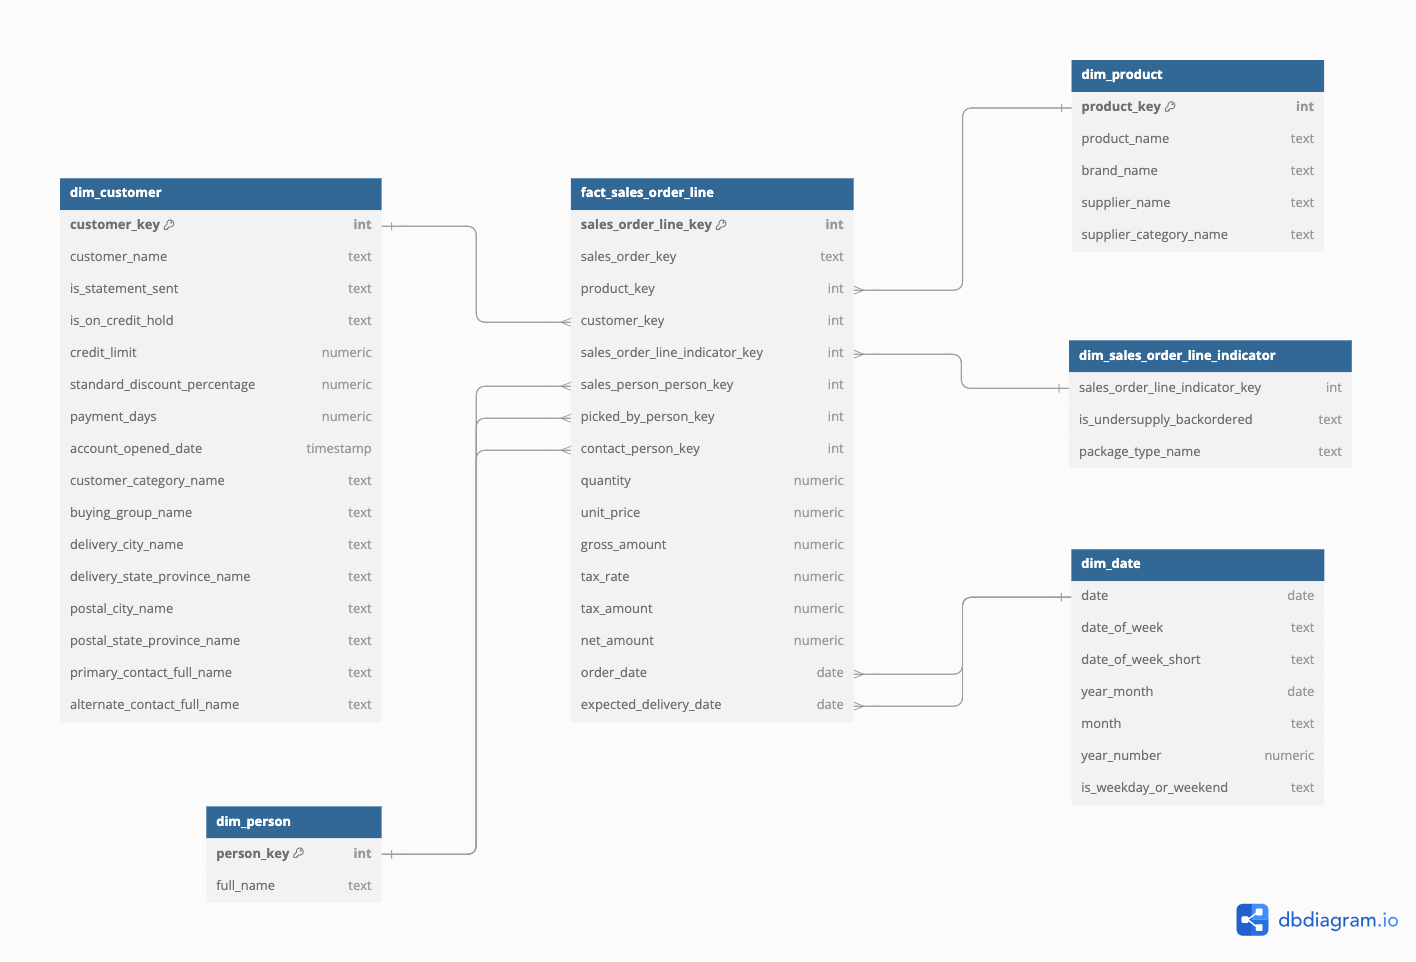 dim_product
product_key int
product_name text
brand_name text
supplier_name text
supplier_category_name text
dim_customer
customer_key int
customer_name text
is_statement_sent text
is_on_credit_hold text
credit_limit numeric
standard_discount_percentage numeric
payment_days numeric
account_opened_date timestamp
customer_category_name text
buying_group_name text
delivery_city_name text
delivery_state_province_name text
postal_city_name text
postal_state_province_name text
primary_contact_full_name text
alternate_contact_full_name text
fact_sales_order_line
sales_order_line_key int
sales_order_key text
product_key int
customer_key int
sales_order_line_indicator_key int
sales_person_person_key int
picked_by_person_key int
contact_person_key int
quantity numeric
unit_price numeric
gross_amount numeric
tax_rate numeric
tax_amount numeric
net_amount numeric
order_date date
expected_delivery_date date
dim_sales_order_line_indicator
sales_order_line_indicator_key int
is_undersupply_backordered text
package_type_name text
dim_date
date date
date_of_week text
date_of_week_short text
year_month date
month text
year_number numeric
is_weekday_or_weekend text
dim_person
person_key int
full_name text
dbdiagram.io